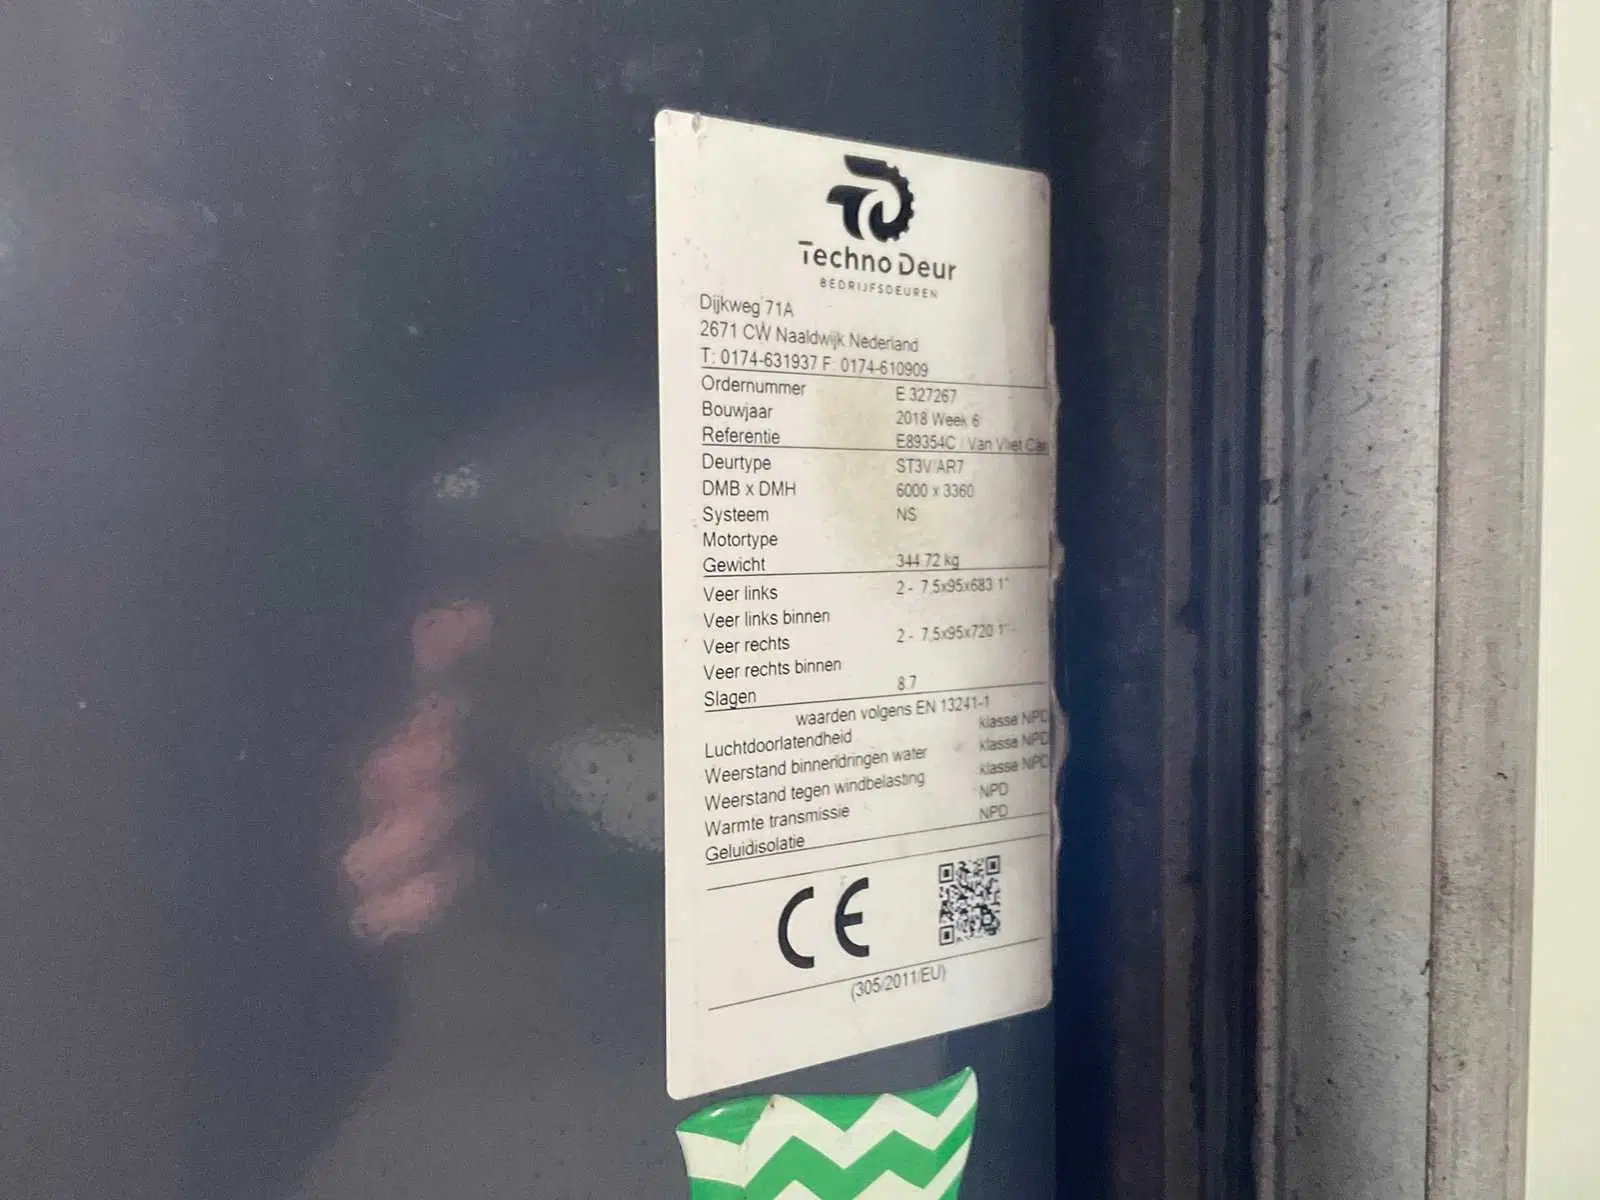 Techno Deur
BEDRIJFSDEUREN
Dijkweg 71A
2671 CW Naaldwijk Nederland
T: 0174-631937 F: 0174-610909
Ordernummer E 327267
Bouwjaar 2018 Week 6
Referentie E89354C / Van Vliet
Deurtype ST3V/AR7
DMB x DMH 6000 x 3360
Systeem NS
Motortype
Gewicht 344.72 kg
Veer links 2 - 7,5x95x683 1"
Veer links binnen
Veer rechts 2 - 7,5x95x720 1" -
Veer rechts binnen
Slagen 8.7
waarden volgens EN 13241-1
Luchtdoorlatendheid klasse NPD
Weerstand binnendringen water klasse NPD
Weerstand tegen windbelasting klasse NPD
Warmte transmissie NPD
Geluidisolatie NPD
CE
(305/2011/EU)